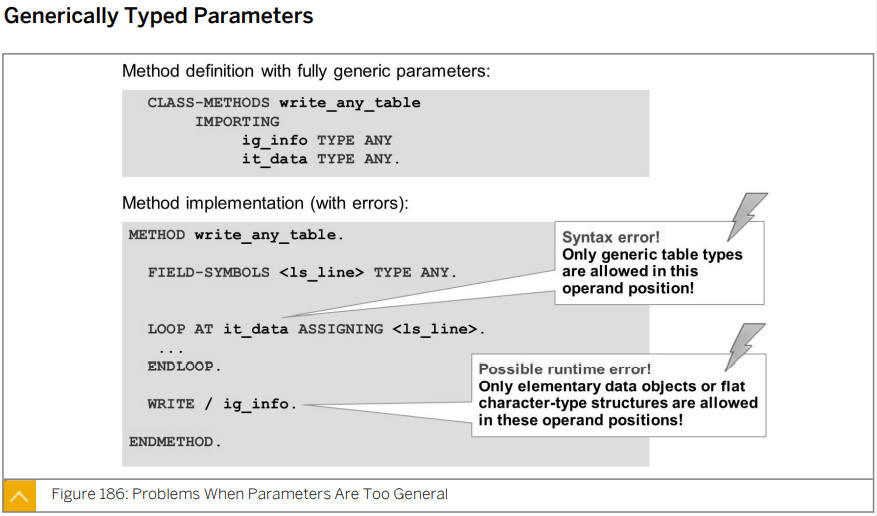 Generically Typed Parameters
Method definition with fully generic parameters:
CLASS-METHODS write_any_table
IMPORTING
ig_info TYPE ANY
it_data TYPE ANY.
Method implementation (with errors):
METHOD write_any_table.
FIELD-SYMBOLS <ls_line> TYPE ANY.
Syntax error!
Only generic table types
are allowed in this
operand position!
LOOP AT it_data ASSIGNING <ls_line>.
...
ENDLOOP.
WRITE / ig_info.
Possible runtime error!
Only elementary data objects or flat
character-type structures are allowed
in these operand positions!
ENDMETHOD.
Figure 186: Problems When Parameters Are Too General